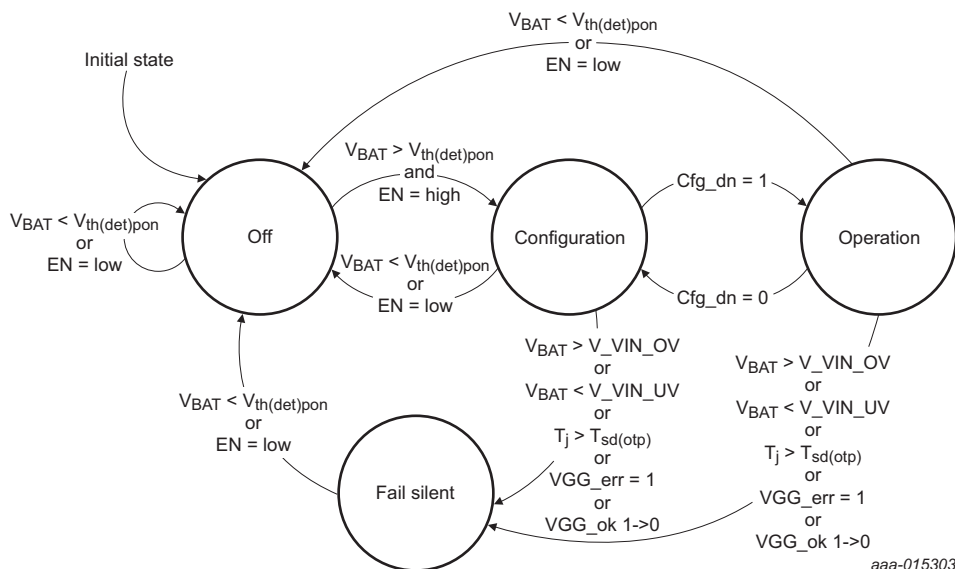 V_BAT < V_th(det)pon
or
EN = low
Initial state
V_BAT > V_th(det)pon
and
EN = high
Cfg_dn = 1
V_BAT < V_th(det)pon
or
EN = low
Off
Configuration
Operation
V_BAT < V_th(det)pon
or
EN = low
Cfg_dn = 0
V_BAT > V_VIN_OV
or
V_BAT < V_VIN_UV
or
T_j > T_sd(otp)
or
VGG_err = 1
or
VGG_ok 1->0
V_BAT > V_VIN_OV
or
V_BAT < V_VIN_UV
or
T_j > T_sd(otp)
or
VGG_err = 1
or
VGG_ok 1->0
V_BAT < V_th(det)pon
or
EN = low
Fail silent
aaa-015303